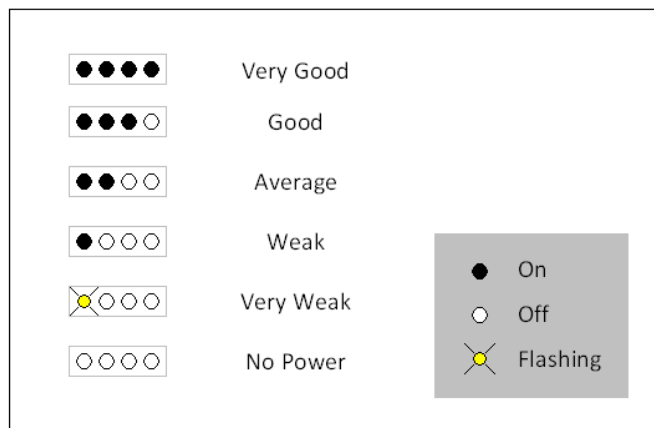 Very Good
Good
Average
Weak
Very Weak
No Power
On
Off
Flashing